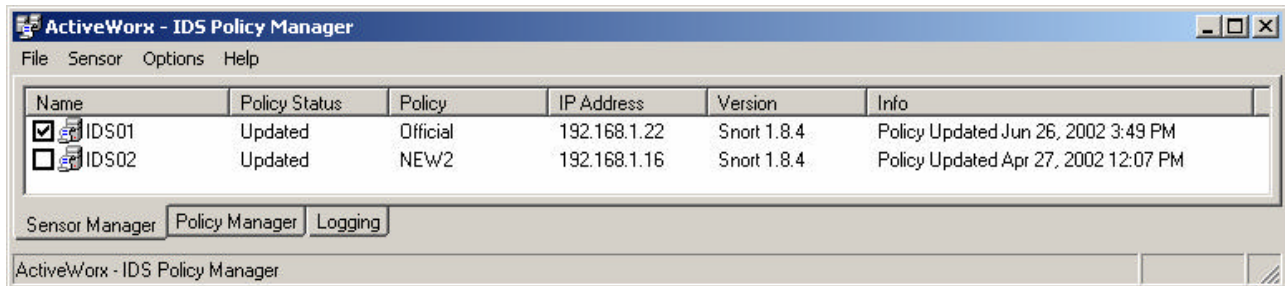 ActiveWorx - IDS Policy Manager
File Sensor Options Help
Name Policy Status Policy IP Address Version Info
IDS01 Updated Official 192.168.1.22 Snort 1.8.4 Policy Updated Jun 26, 2002 3:49 PM
IDS02 Updated NEW2 192.168.1.16 Snort 1.8.4 Policy Updated Apr 27, 2002 12:07 PM
Sensor Manager Policy Manager Logging
ActiveWorx - IDS Policy Manager